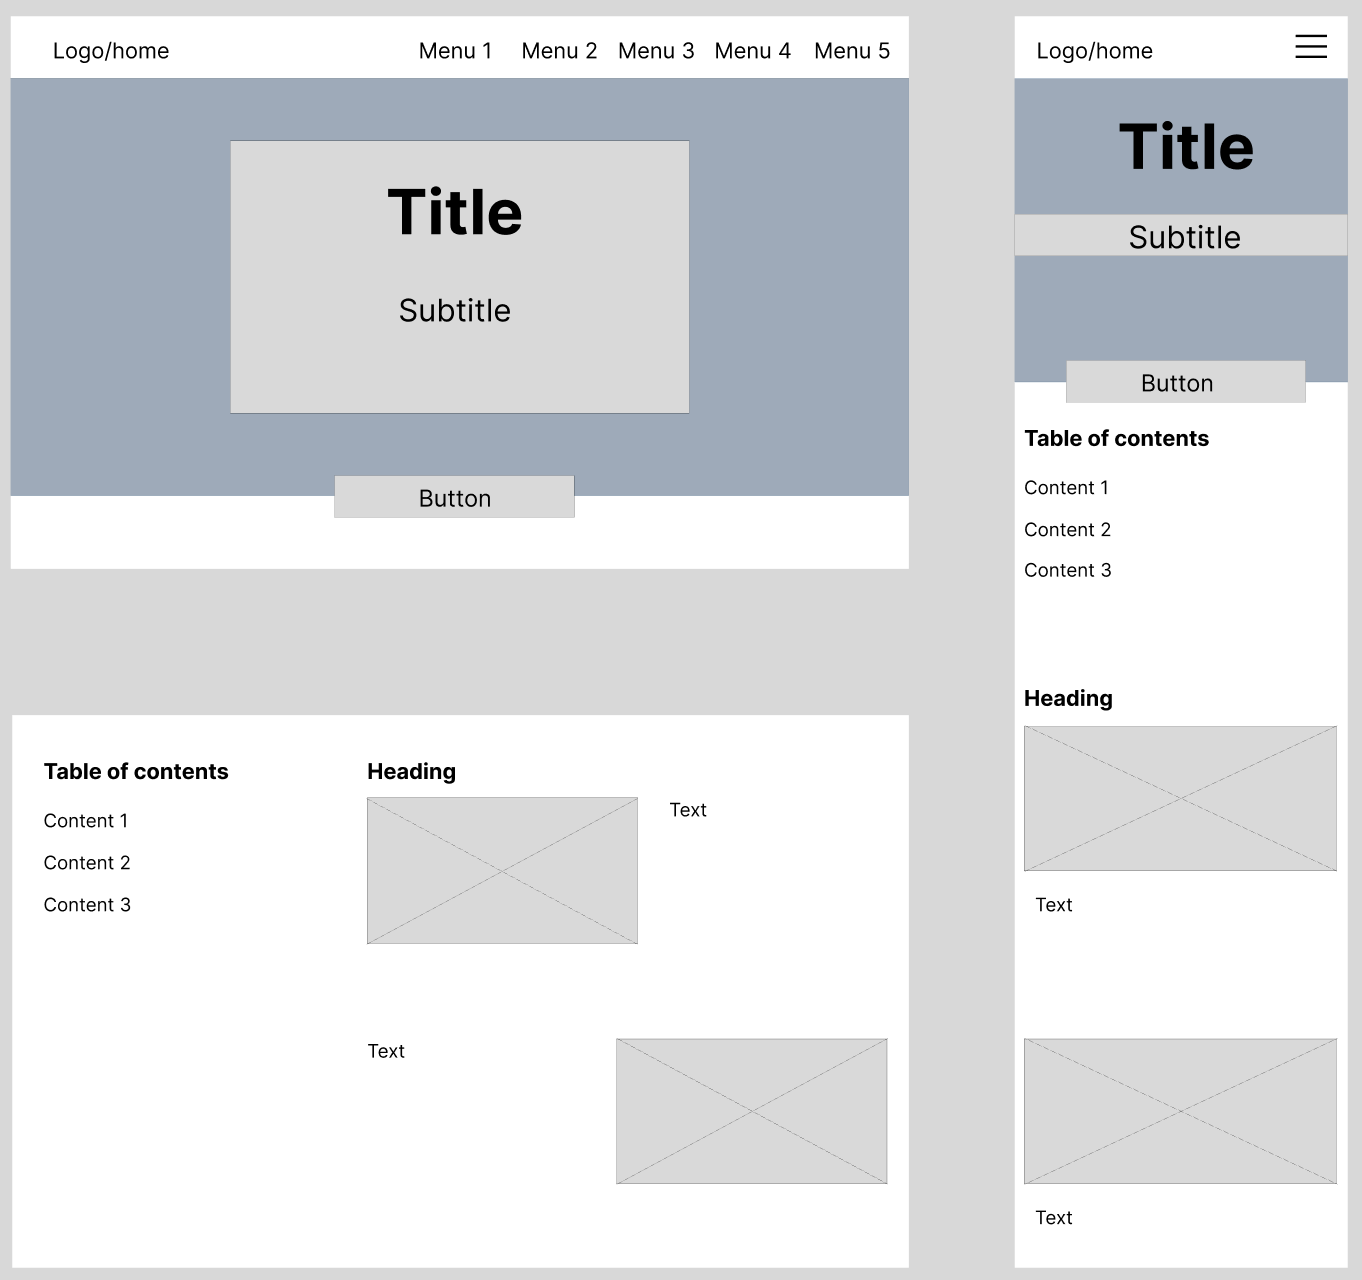 Logo/home
Menu 1 Menu 2 Menu 3 Menu 4 Menu 5
Title
Subtitle
Button
Table of contents
Content 1
Content 2
Content 3
Heading
Text
Text
Logo/home
Title
Subtitle
Button
Table of contents
Content 1
Content 2
Content 3
Heading
Text
Text